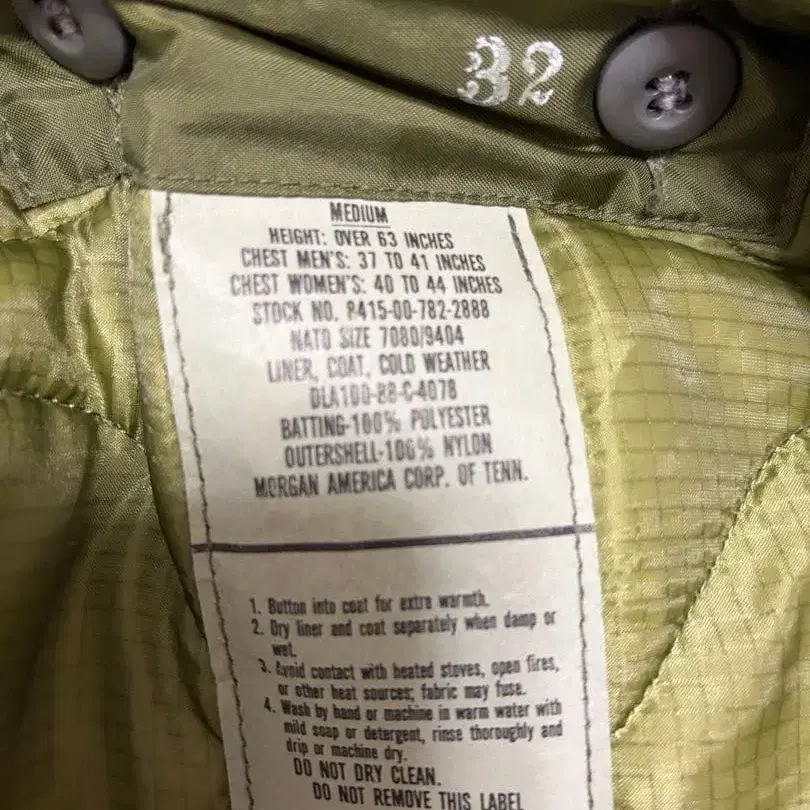 32
MEDIUM
HEIGHT: OVER 63 INCHES
CHEST MEN'S: 37 TO 41 INCHES
CHEST WOMEN'S: 40 TO 44 INCHES
STOCK NO. 8415-00-782-2888
NATO SIZE 7080/9404
LINER, COAT, COLD WEATHER
DLA100-88-C-4078
BATTING-100% POLYESTER
OUTERSHELL-100% NYLON
MORGAN AMERICA CORP. OF TENN.
1. Button into coat for extra warmth.
2. Dry liner and coat separately when damp or
wet.
3. Avoid contact with heated stoves, open fires,
or other heat sources; fabric may fuse.
4. Wash by hand or machine in warm water with
mild soap or detergent, rinse thoroughly and
drip or machine dry.
DO NOT DRY CLEAN.
DO NOT REMOVE THIS LABEL